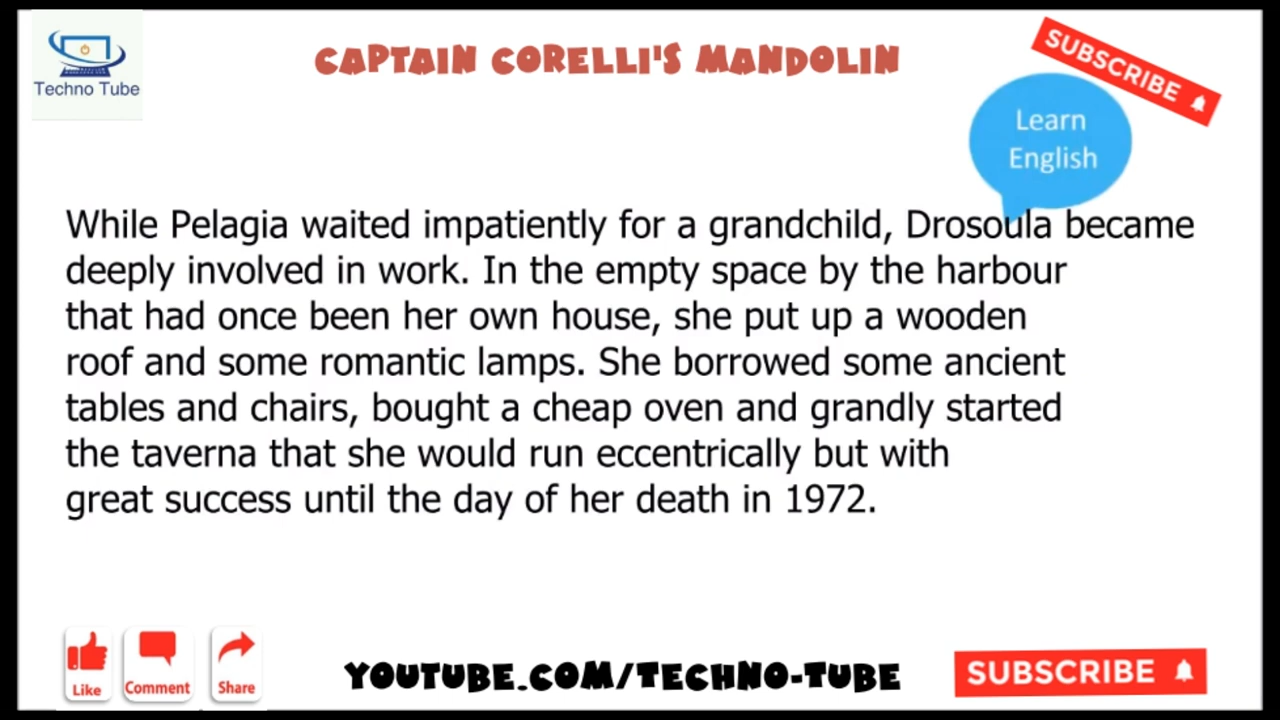 CAPTAIN CORELLI'S MANDOLIN
SUBSCRIBE
Techno Tube
Learn
English
While Pelagia waited impatiently for a grandchild, Drosoula became
deeply involved in work. In the empty space by the harbour
that had once been her own house, she put up a wooden
roof and some romantic lamps. She borrowed some ancient
tables and chairs, bought a cheap oven and grandly started
the taverna that she would run eccentrically but with
great success until the day of her death in 1972.
Like
Comment
Share
YOUTUBE.COM/TECHNO-TUBE
SUBSCRIBE